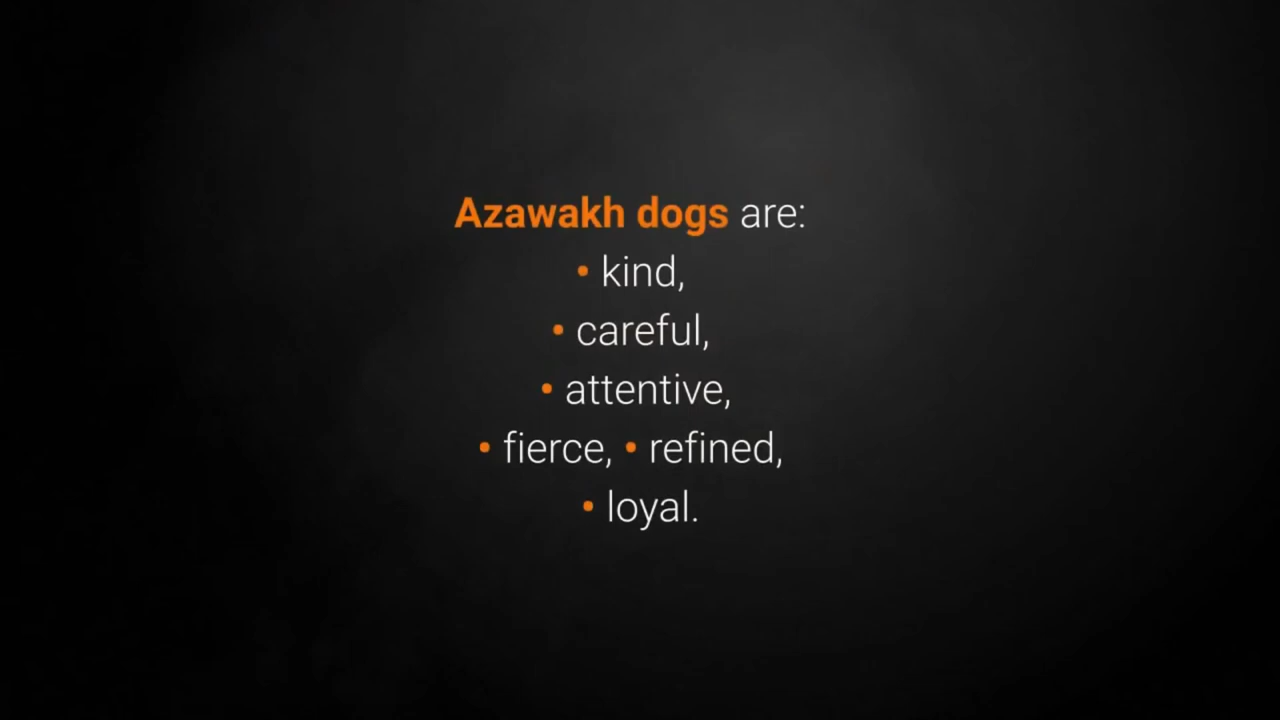 Azawakh dogs are:
• kind,
• careful,
• attentive,
• fierce, • refined,
• loyal.